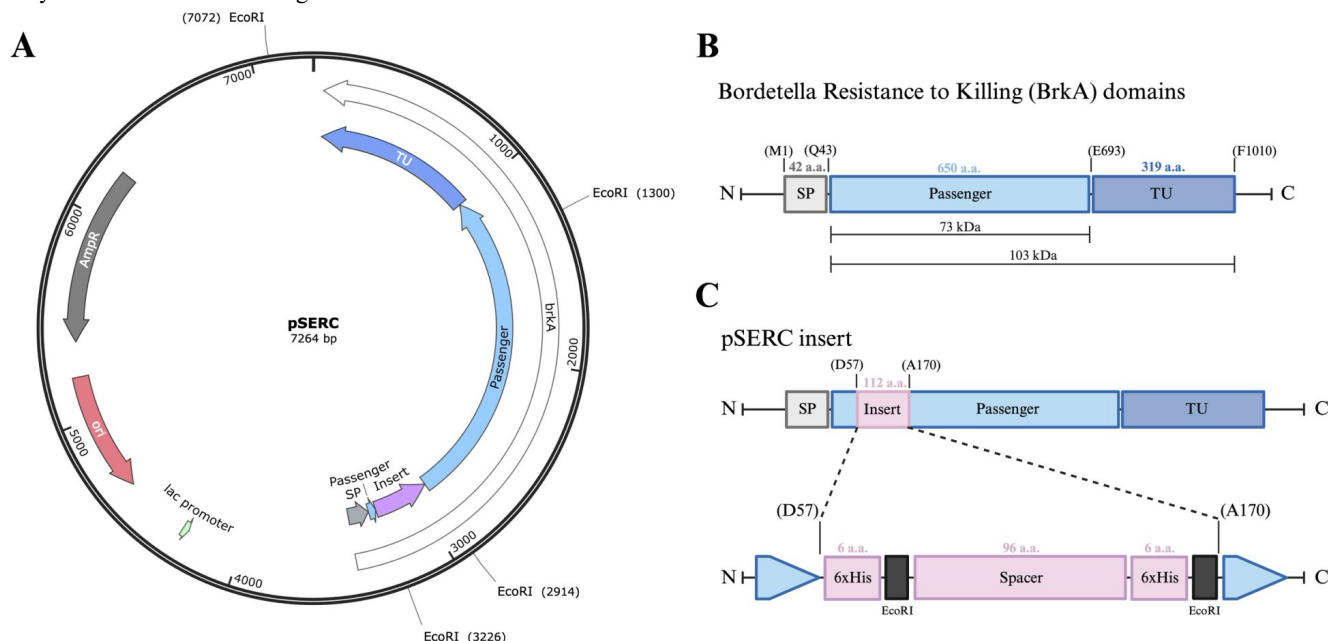 A
(7072) EcoRI
7000
1000
EcoRI (1300)
TU
AmpR
6000
brkA
pSERC
7264 bp
Passenger
2000
ori
5000
Passenger
SP
Insert
lac promoter
3000
4000
EcoRI (2914)
EcoRI (3226)
B
Bordetella Resistance to Killing (BrkA) domains
(M1) (Q43) (E693) (F1010)
42 a.a. 650 a.a. 319 a.a.
N SP Passenger TU C
73 kDa
103 kDa
C
pSERC insert
(D57) (A170)
112 a.a.
N SP Insert Passenger TU C
(D57) (A170)
6 a.a. 96 a.a. 6 a.a.
N 6xHis Spacer 6xHis C
EcoRI EcoRI